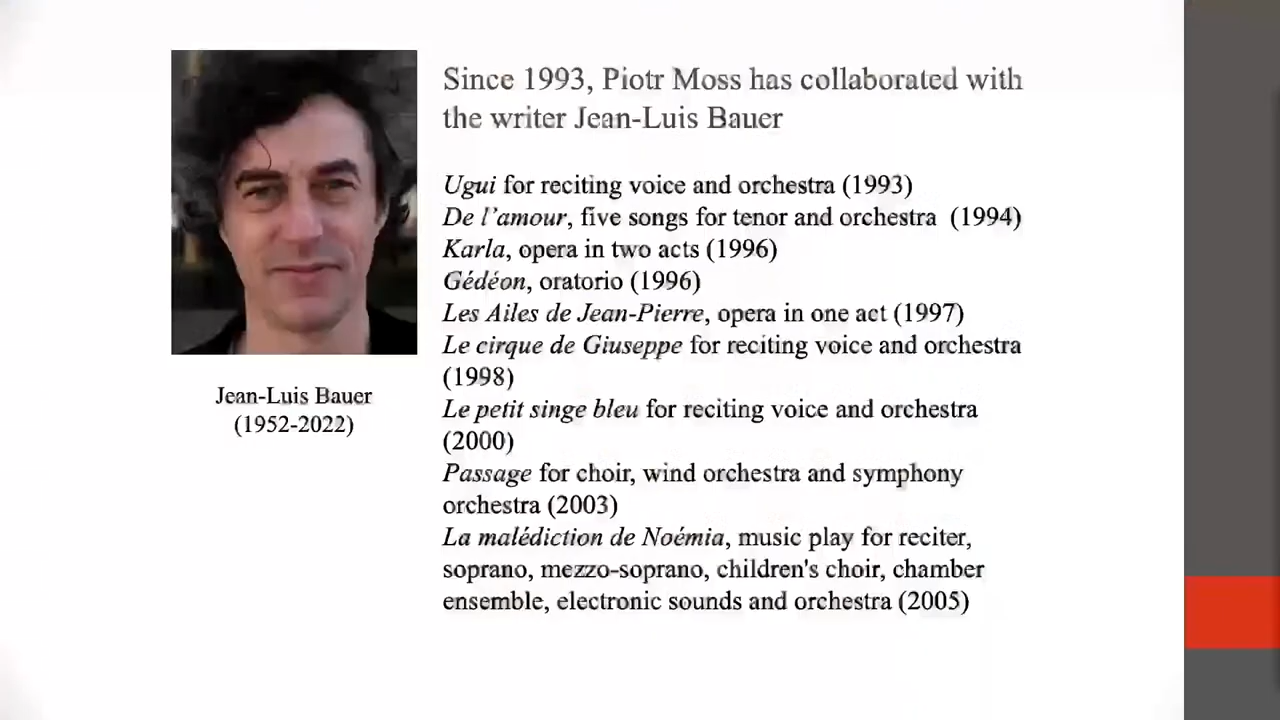 Since 1993, Piotr Moss has collaborated with
the writer Jean-Luis Bauer
Ugui for reciting voice and orchestra (1993)
De l’amour, five songs for tenor and orchestra (1994)
Karla, opera in two acts (1996)
Gédéon, oratorio (1996)
Les Ailes de Jean-Pierre, opera in one act (1997)
Le cirque de Giuseppe for reciting voice and orchestra
(1998)
Le petit singe bleu for reciting voice and orchestra
(2000)
Passage for choir, wind orchestra and symphony
orchestra (2003)
La malédiction de Noémia, music play for reciter,
soprano, mezzo-soprano, children's choir, chamber
ensemble, electronic sounds and orchestra (2005)
Jean-Luis Bauer
(1952-2022)